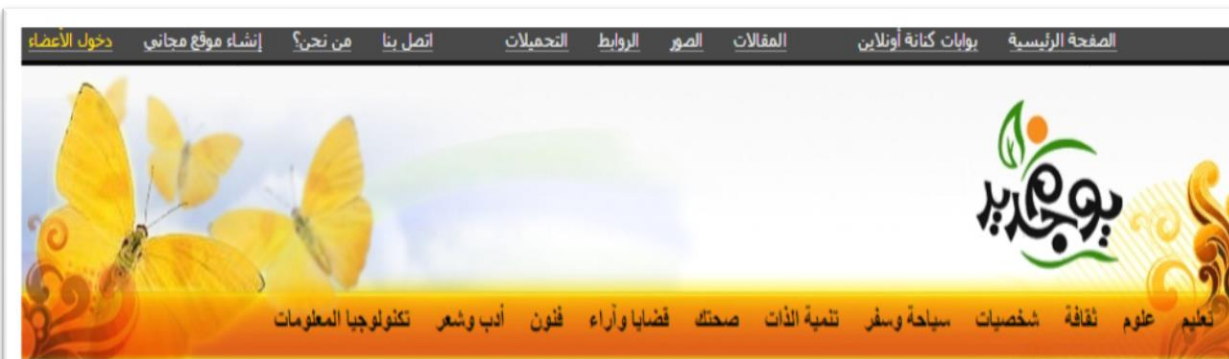 الصفحة الرئيسية بوابات كنانة أونلاين المقالات الصور الروابط التحميلات اتصل بنا من نحن؟ إنشاء موقع مجاني دخول الأعضاء
يوم جديد
تعليم علوم ثقافة شخصيات سياحة وسفر تنمية الذات صحتك قضايا وآراء فنون أدب وشعر تكنولوجيا المعلومات